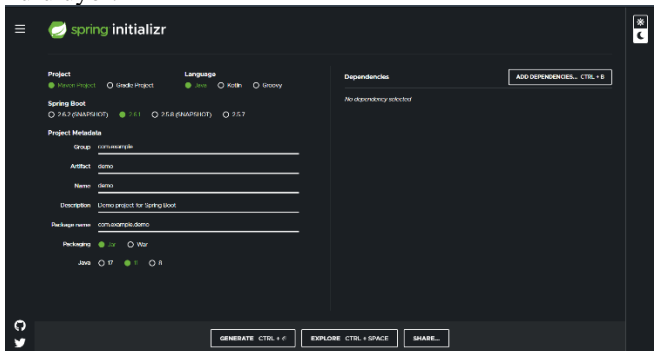 spring initializr
Project
Maven Project Gradle Project
Language
Java Kotlin Groovy
Spring Boot
2.6.2 (SNAPSHOT) 2.6.1 2.5.8 (SNAPSHOT) 2.5.7
Project Metadata
Group com.example
Artifact demo
Name demo
Description Demo project for Spring Boot
Package name com.example.demo
Packaging Jar War
Java 17 11 8
Dependencies
ADD DEPENDENCIES... CTRL + B
No dependency selected
GENERATE CTRL +
EXPLORE CTRL + SPACE
SHARE...